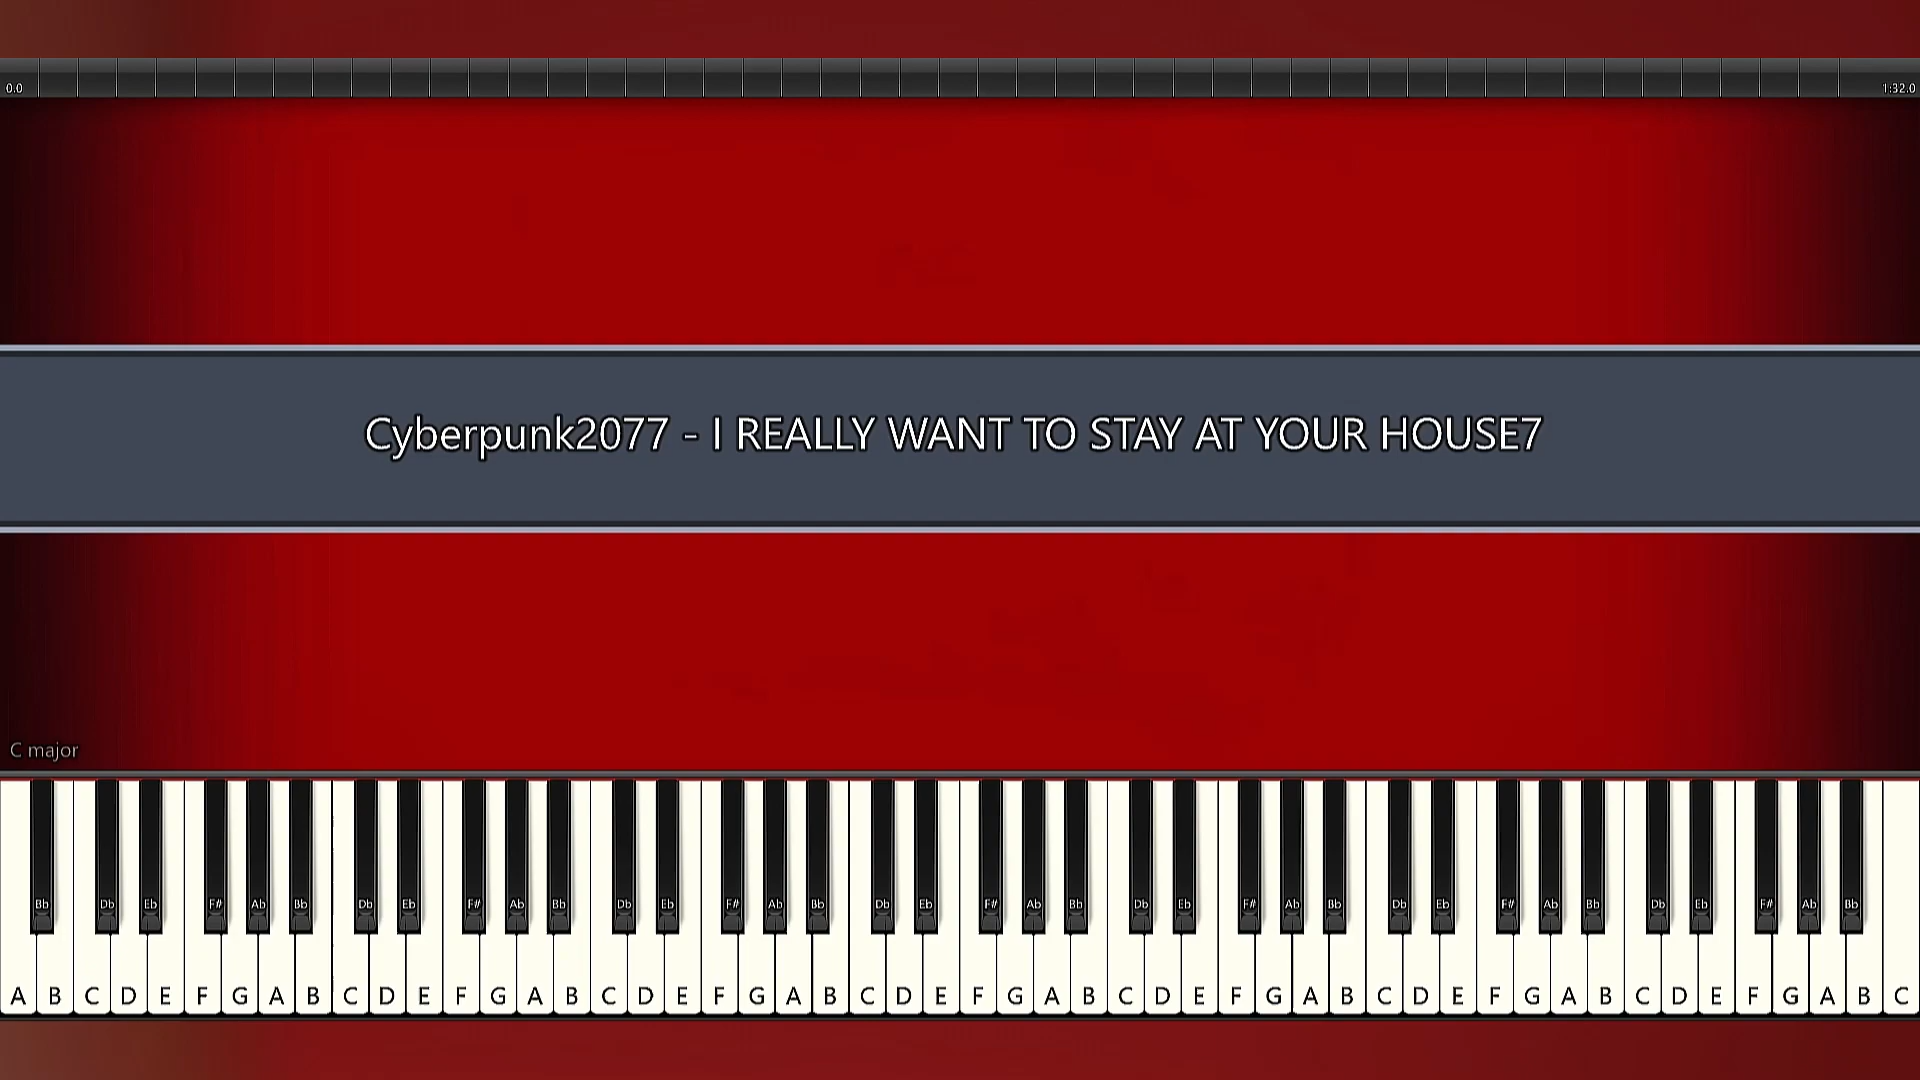 0.0 1:32.0
Cyberpunk2077 - I REALLY WANT TO STAY AT YOUR HOUSE7
C major
Bb Db Eb F# Ab Bb Db Eb F# Ab Bb Db Eb F# Ab Bb Db Eb F# Ab Bb Db Eb F# Ab Bb Db Eb F# Ab Bb Db Eb F# Ab Bb
A B C D E F G A B C D E F G A B C D E F G A B C D E F G A B C D E F G A B C D E F G A B C D E F G A B C